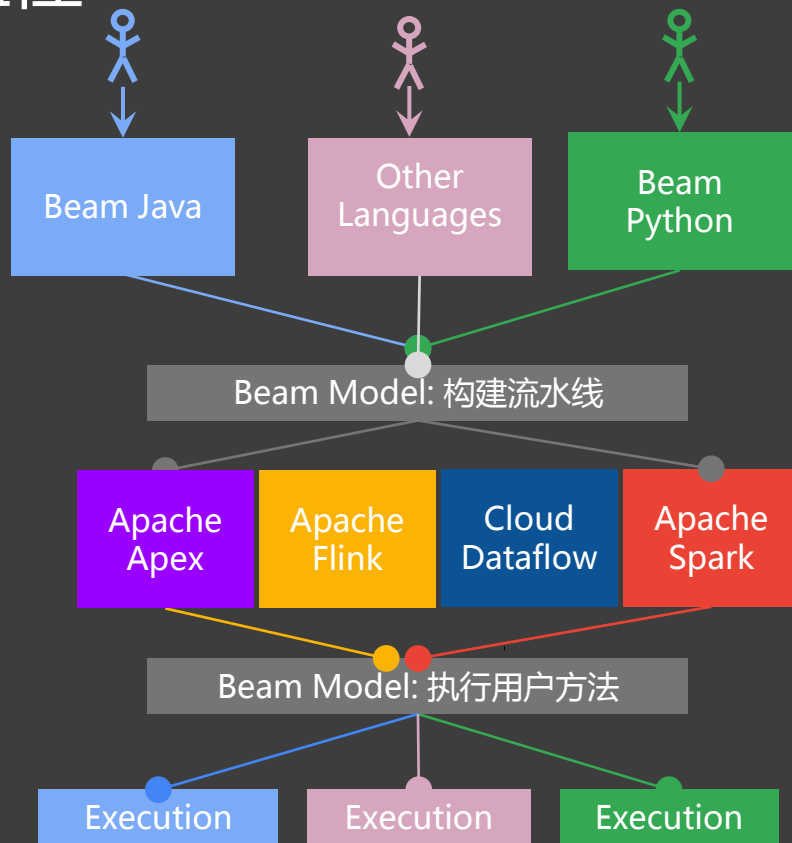 Beam Java
Other
Languages
Beam
Python
Beam Model: 构建流水线
Apache
Apex
Apache
Flink
Cloud
Dataflow
Apache
Spark
Beam Model: 执行用户方法
Execution
Execution
Execution